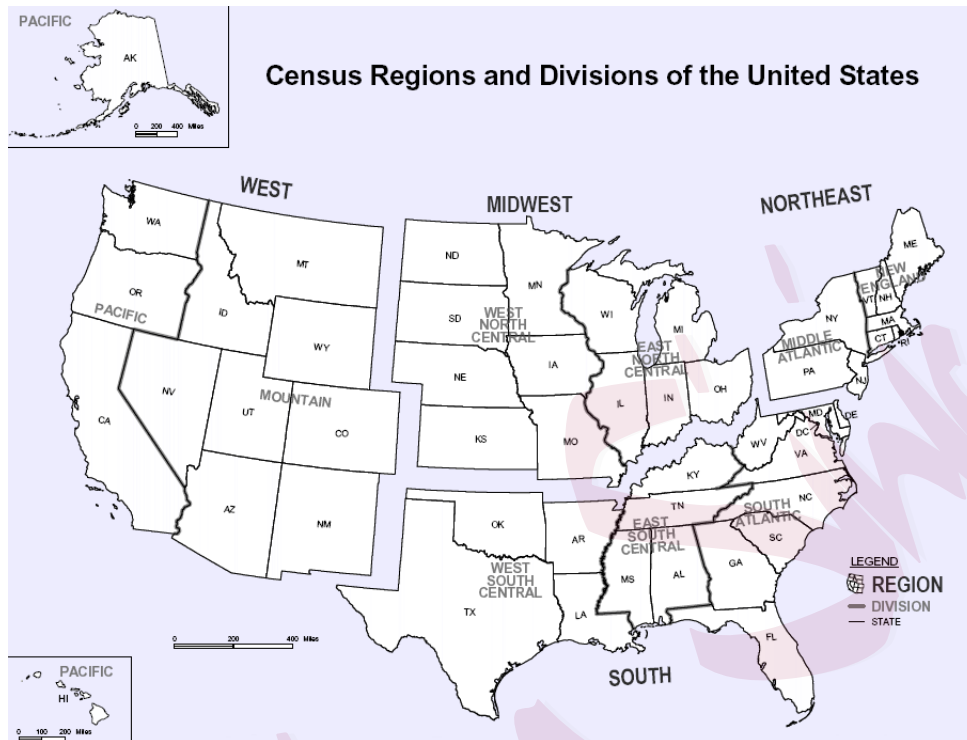 PACIFIC
AK
0 200 400 Miles
Census Regions and Divisions of the United States
WEST
MIDWEST
NORTHEAST
WA
MT
ND
MN
ME
OR
ID
SD
WI
MI
NY
VT
NH
NEW
ENGLAND
MA
CT
RI
PACIFIC
WY
WEST
NORTH
CENTRAL
EAST
NORTH
CENTRAL
MIDDLE
ATLANTIC
PA
NJ
NV
UT
MOUNTAIN
CO
NE
IA
IL
IN
OH
CA
KS
MO
WV
MD
DE
DC
VA
KY
AZ
NM
OK
AR
TN
NC
EAST
SOUTH
CENTRAL
SOUTH
ATLANTIC
SC
WEST
SOUTH
CENTRAL
TX
LA
MS
AL
GA
FL
LEGEND
REGION
DIVISION
STATE
0 200 400 Miles
SOUTH
PACIFIC
HI
0 100 200 Miles